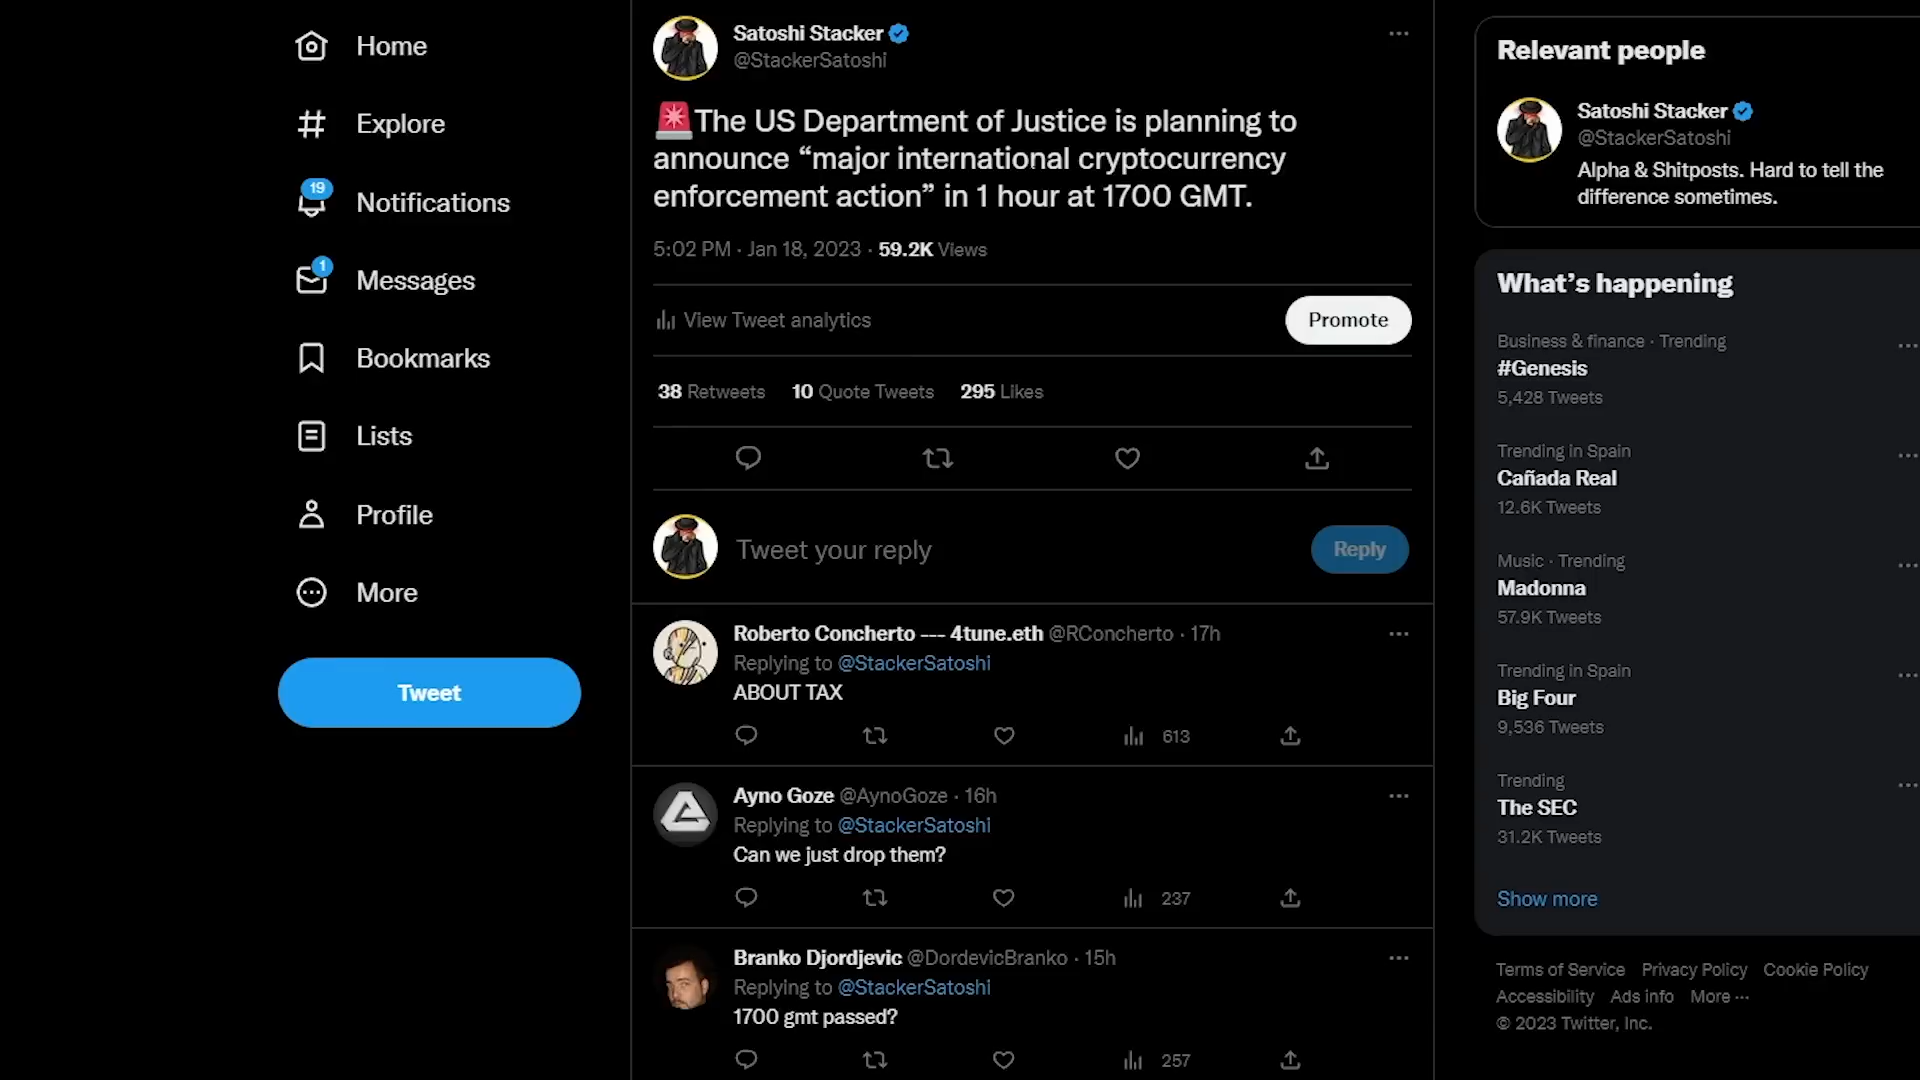 Home
Explore
19
Notifications
1
Messages
Bookmarks
Lists
Profile
More
Tweet
Satoshi Stacker
@StackerSatoshi
🚨The US Department of Justice is planning to
announce “major international cryptocurrency
enforcement action” in 1 hour at 1700 GMT.
5:02 PM · Jan 18, 2023 · 59.2K Views
View Tweet analytics
Promote
38 Retweets 10 Quote Tweets 295 Likes
Tweet your reply
Reply
Roberto Concherto --- 4tune.eth @RConcherto · 17h
Replying to @StackerSatoshi
ABOUT TAX
613
Ayno Goze @AynoGoze · 16h
Replying to @StackerSatoshi
Can we just drop them?
237
Branko Djordjevic @DordevicBranko · 15h
Replying to @StackerSatoshi
1700 gmt passed?
257
Relevant people
Satoshi Stacker
@StackerSatoshi
Alpha & Shitposts. Hard to tell the
difference sometimes.
What’s happening
Business & finance · Trending
#Genesis
5,428 Tweets
Trending in Spain
Cañada Real
12.6K Tweets
Music · Trending
Madonna
57.9K Tweets
Trending in Spain
Big Four
9,536 Tweets
Trending
The SEC
31.2K Tweets
Show more
Terms of Service Privacy Policy Cookie Policy
Accessibility Ads info More ···
© 2023 Twitter, Inc.